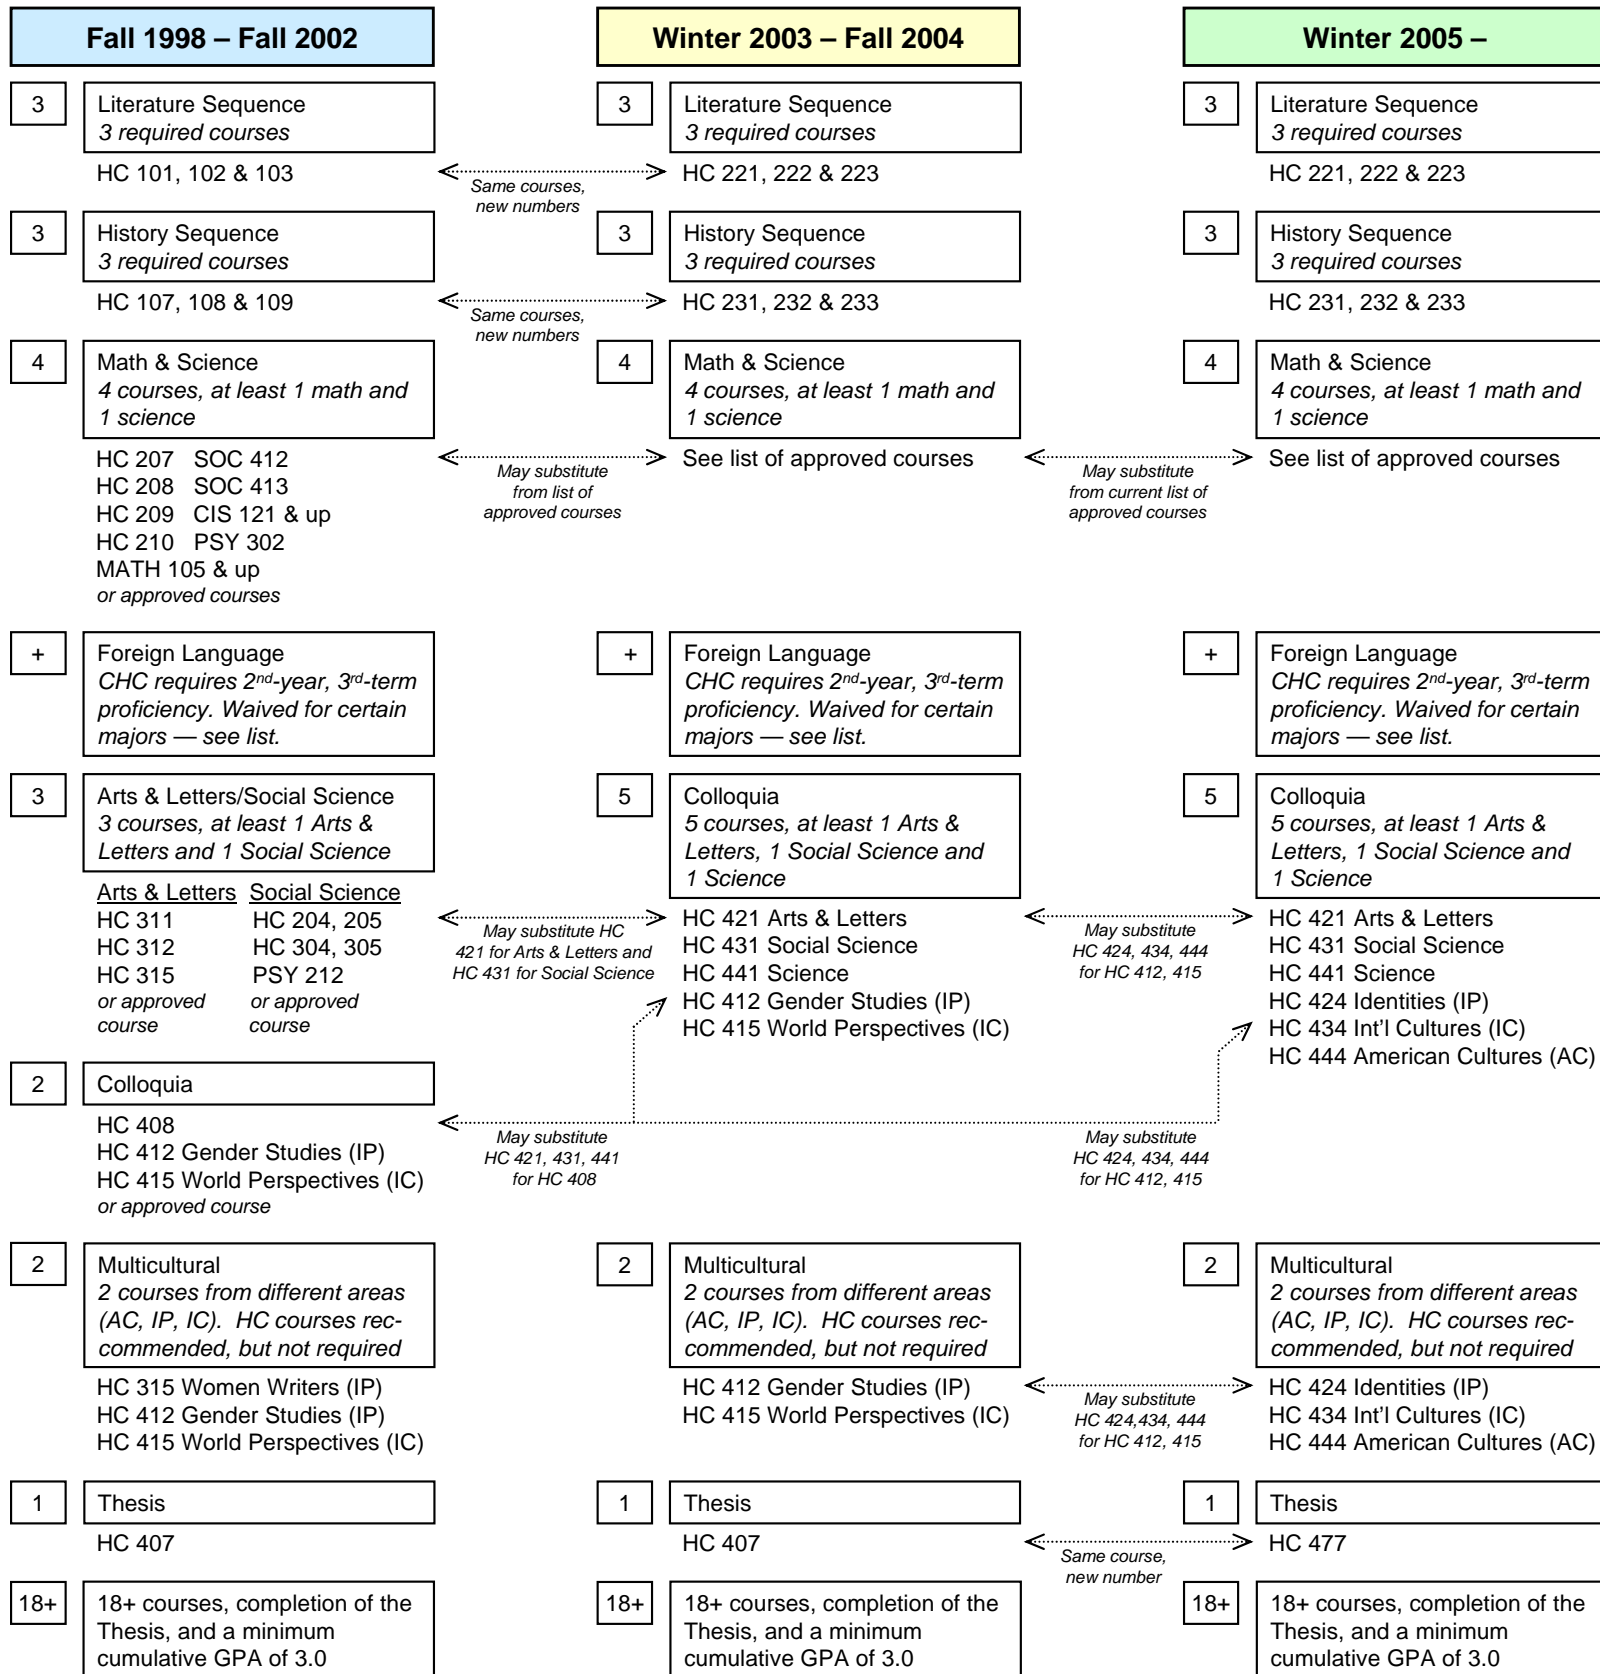 Fall 1998 – Fall 2002
Winter 2003 – Fall 2004
Winter 2005 –
3
Literature Sequence
3 required courses
HC 101, 102 & 103
Same courses,
new numbers
3
Literature Sequence
3 required courses
HC 221, 222 & 223
3
Literature Sequence
3 required courses
HC 221, 222 & 223
3
History Sequence
3 required courses
HC 107, 108 & 109
Same courses,
new numbers
3
History Sequence
3 required courses
HC 231, 232 & 233
3
History Sequence
3 required courses
HC 231, 232 & 233
4
Math & Science
4 courses, at least 1 math and
1 science
HC 207 SOC 412
HC 208 SOC 413
HC 209 CIS 121 & up
HC 210 PSY 302
MATH 105 & up
or approved courses
May substitute
from list of
approved courses
4
Math & Science
4 courses, at least 1 math and
1 science
See list of approved courses
May substitute
from current list of
approved courses
4
Math & Science
4 courses, at least 1 math and
1 science
See list of approved courses
+
Foreign Language
CHC requires 2nd-year, 3rd-term
proficiency. Waived for certain
majors — see list.
+
Foreign Language
CHC requires 2nd-year, 3rd-term
proficiency. Waived for certain
majors — see list.
+
Foreign Language
CHC requires 2nd-year, 3rd-term
proficiency. Waived for certain
majors — see list.
3
Arts & Letters/Social Science
3 courses, at least 1 Arts &
Letters and 1 Social Science
Arts & Letters Social Science
HC 311 HC 204, 205
HC 312 HC 304, 305
HC 315 PSY 212
or approved or approved
course course
May substitute HC
421 for Arts & Letters and
HC 431 for Social Science
5
Colloquia
5 courses, at least 1 Arts &
Letters, 1 Social Science and
1 Science
HC 421 Arts & Letters
HC 431 Social Science
HC 441 Science
HC 412 Gender Studies (IP)
HC 415 World Perspectives (IC)
May substitute
HC 424, 434, 444
for HC 412, 415
5
Colloquia
5 courses, at least 1 Arts &
Letters, 1 Social Science and
1 Science
HC 421 Arts & Letters
HC 431 Social Science
HC 441 Science
HC 424 Identities (IP)
HC 434 Int'l Cultures (IC)
HC 444 American Cultures (AC)
2
Colloquia
HC 408
HC 412 Gender Studies (IP)
HC 415 World Perspectives (IC)
or approved course
May substitute
HC 421, 431, 441
for HC 408
May substitute
HC 424, 434, 444
for HC 412, 415
2
Multicultural
2 courses from different areas
(AC, IP, IC). HC courses rec-
commended, but not required
HC 315 Women Writers (IP)
HC 412 Gender Studies (IP)
HC 415 World Perspectives (IC)
2
Multicultural
2 courses from different areas
(AC, IP, IC). HC courses rec-
commended, but not required
HC 412 Gender Studies (IP)
HC 415 World Perspectives (IC)
May substitute
HC 424,434, 444
for HC 412, 415
2
Multicultural
2 courses from different areas
(AC, IP, IC). HC courses rec-
commended, but not required
HC 424 Identities (IP)
HC 434 Int'l Cultures (IC)
HC 444 American Cultures (AC)
1
Thesis
HC 407
1
Thesis
HC 407
Same course,
new number
1
Thesis
HC 477
18+
18+ courses, completion of the
Thesis, and a minimum
cumulative GPA of 3.0
18+
18+ courses, completion of the
Thesis, and a minimum
cumulative GPA of 3.0
18+
18+ courses, completion of the
Thesis, and a minimum
cumulative GPA of 3.0